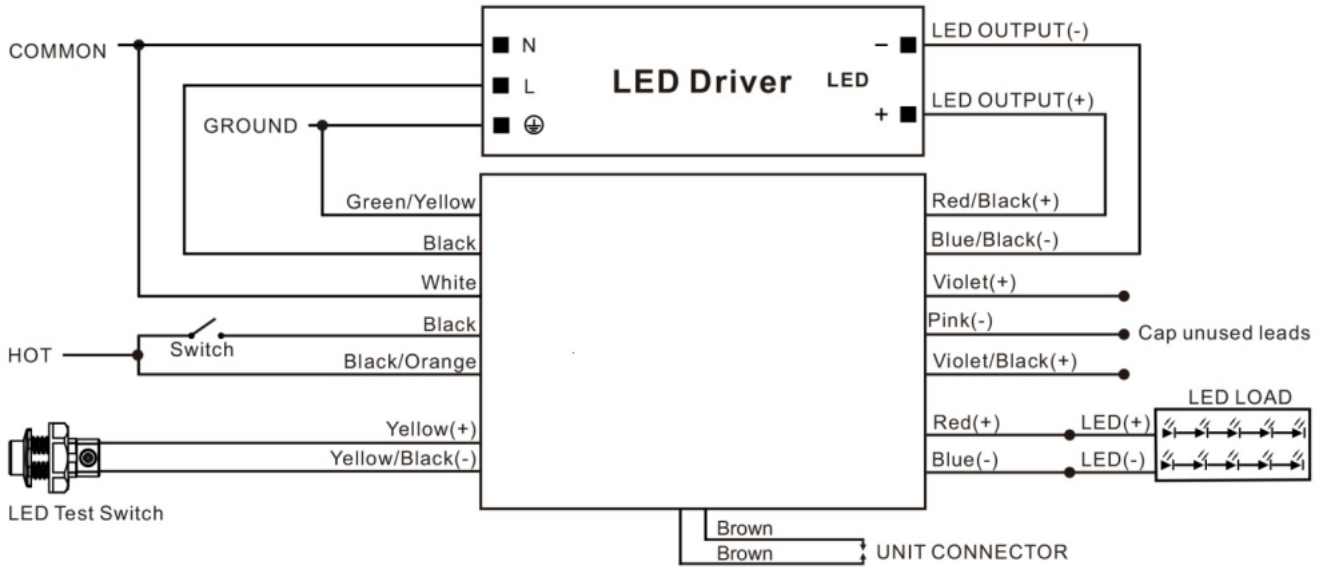 COMMON
N
L
GROUND
LED Driver
LED
−
+
LED OUTPUT(-)
LED OUTPUT(+)
Green/Yellow
Black
White
HOT
Switch
Black
Black/Orange
Yellow(+)
Yellow/Black(-)
LED Test Switch
Red/Black(+)
Blue/Black(-)
Violet(+)
Pink(-)
Cap unused leads
Violet/Black(+)
LED LOAD
Red(+)
LED(+)
Blue(-)
LED(-)
Brown
Brown
UNIT CONNECTOR